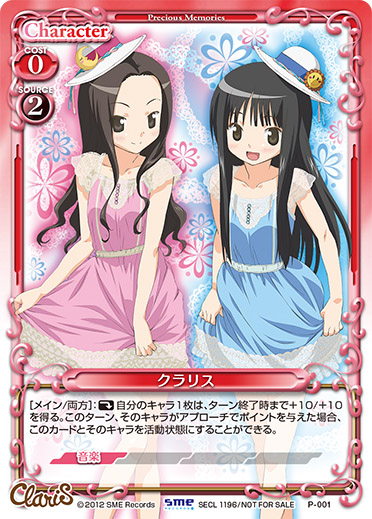 Precious Memories
Character
COST
0
SOURCE
2
クラリス
[メイン/両方]:自分のキャラ1枚は、ターン終了時まで+10/+10
を得る。このターン、そのキャラがアプローチでポイントを与えた場合、
このカードとそのキャラを活動状態にすることができる。
音楽
ClariS
©2012 SME Records
sme
RECORDS
SECL 1196/NOT FOR SALE
P-001